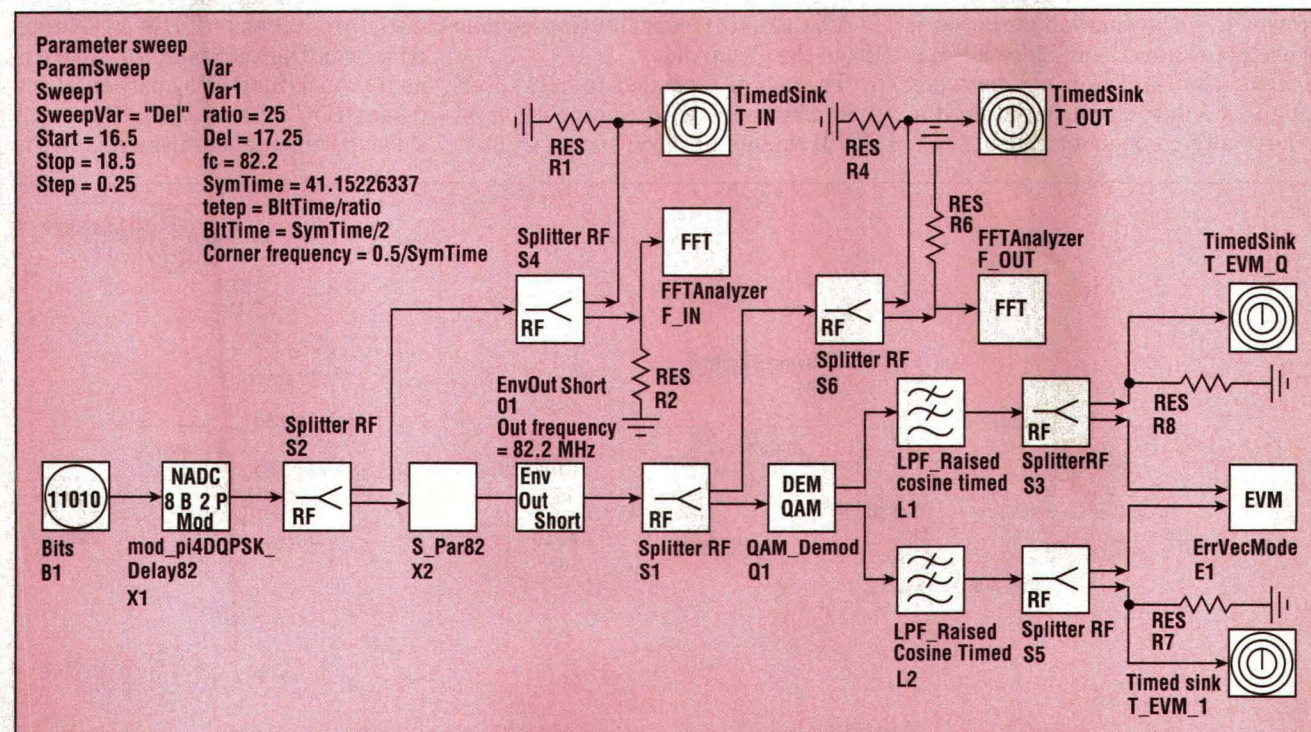 Parameter sweep
ParamSweep
Sweep1
SweepVar = "Del"
Start = 16.5
Stop = 18.5
Step = 0.25
Var
Var1
ratio = 25
Del = 17.25
fc = 82.2
SymTime = 41.15226337
tetep = BltTime/ratio
BltTime = SymTime/2
Corner frequency = 0.5/SymTime
RES
R1
TimedSink
T_IN
RES
R4
TimedSink
T_OUT
Splitter RF
S4
RF
FFT
FFTAnalyzer
F_IN
RES
R2
RES
R6
FFTAnalyzer
F_OUT
FFT
RF
Splitter RF
S6
TimedSink
T_EVM_Q
RES
R8
EnvOut Short
01
Out frequency
= 82.2 MHz
Env
Out
Short
Splitter RF
S2
RF
11010
Bits
B1
NADC
8 B 2 P
Mod
mod_pi4DQPSK_
Delay82
X1
S_Par82
X2
RF
Splitter RF
S1
DEM
QAM
QAM_Demod
Q1
LPF_Raised
cosine timed
L1
RF
SplitterRF
S3
EVM
ErrVecMode
E1
LPF_Raised
Cosine Timed
L2
RF
Splitter RF
S5
RES
R7
Timed sink
T_EVM_1